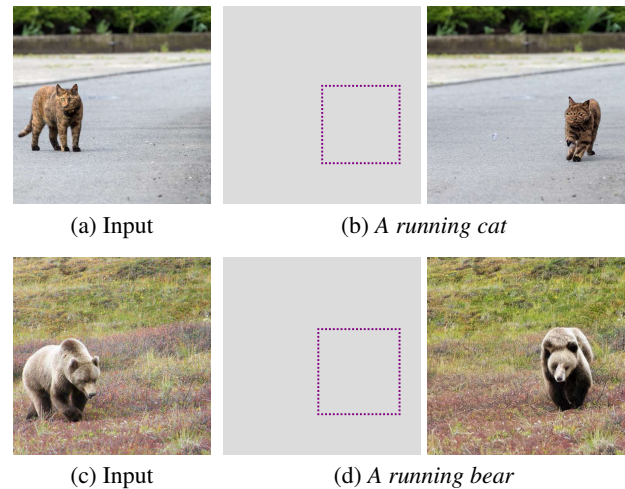 (a) Input
(b) A running cat
(c) Input
(d) A running bear